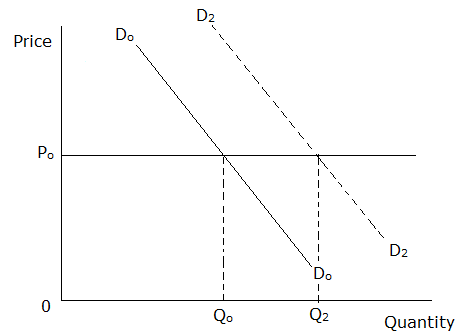 D₂
Dₒ
Price
Pₒ
D₂
Dₒ
0
Qₒ
Q₂
Quantity